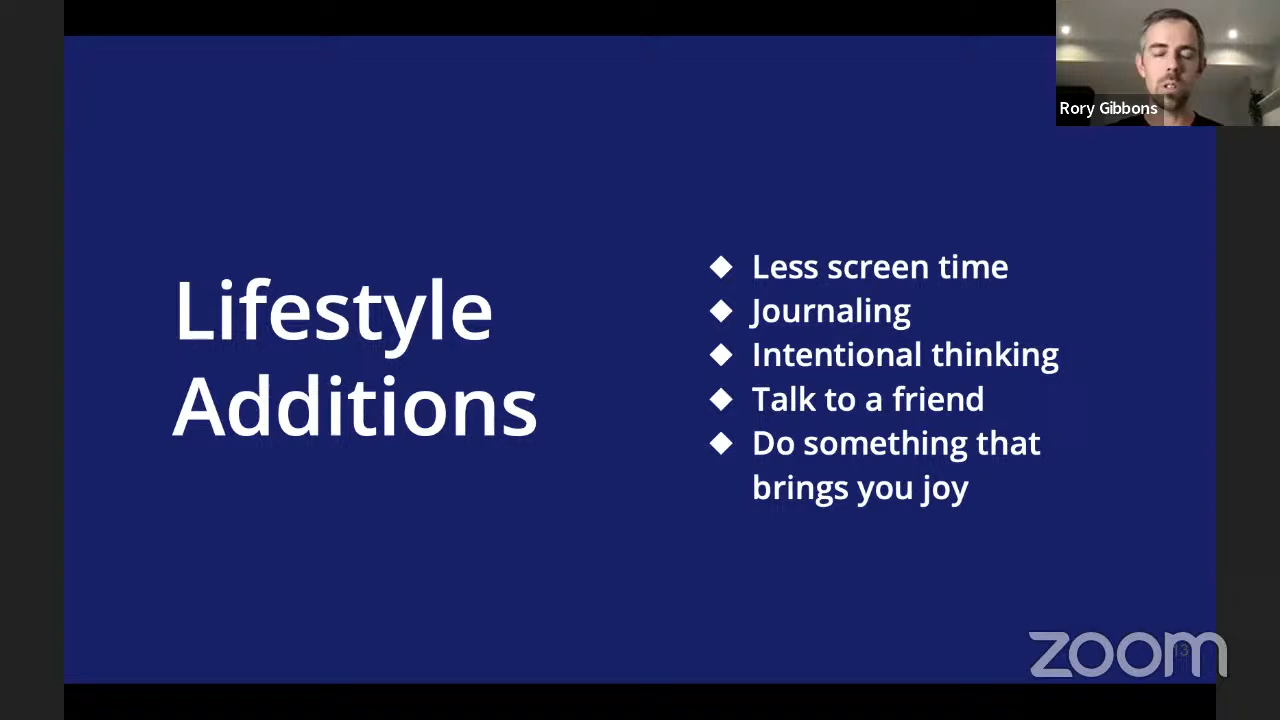 Rory Gibbons
Lifestyle
Additions
◆ Less screen time
◆ Journaling
◆ Intentional thinking
◆ Talk to a friend
◆ Do something that
brings you joy
zoom
13